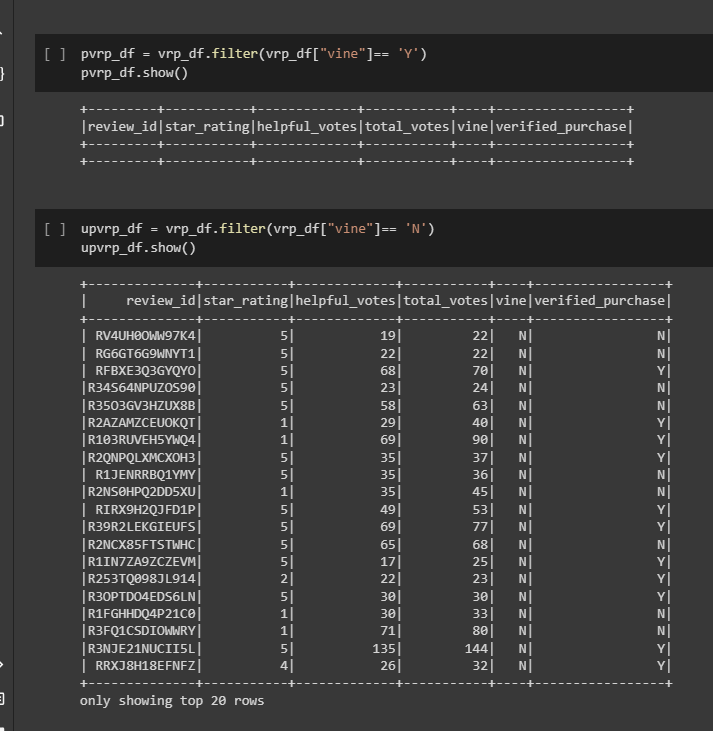 [ ] pvrp_df = vrp_df.filter(vrp_df["vine"]== 'Y')
pvrp_df.show()
+---------+-----------+-------------+-----------+----+-----------------+
|review_id|star_rating|helpful_votes|total_votes|vine|verified_purchase|
+---------+-----------+-------------+-----------+----+-----------------+
+---------+-----------+-------------+-----------+----+-----------------+
[ ] upvrp_df = vrp_df.filter(vrp_df["vine"]== 'N')
upvrp_df.show()
+--------------+-----------+-------------+-----------+----+-----------------+
|     review_id|star_rating|helpful_votes|total_votes|vine|verified_purchase|
+--------------+-----------+-------------+-----------+----+-----------------+
| RV4UH0OWW97K4|          5|           19|         22|   N|                N|
| RG6GT6G9WNYT1|          5|           22|         22|   N|                N|
| RFBXE3Q3GYQYO|          5|           68|         70|   N|                Y|
|R34S64NPUZOS90|          5|           23|         24|   N|                N|
|R35O3GV3HZUX8B|          5|           58|         63|   N|                N|
|R2AZAMZCEUOKQT|          1|           29|         40|   N|                Y|
|R103RUVEH5YWQ4|          1|           69|         90|   N|                Y|
|R2QNPQLXMCXOH3|          5|           35|         37|   N|                Y|
| R1JENRRBQ1YMY|          5|           35|         36|   N|                N|
|R2NS0HPQ2DD5XU|          1|           35|         45|   N|                N|
| RIRX9H2QJFD1P|          5|           49|         53|   N|                Y|
|R39R2LEKGIEUFS|          5|           69|         77|   N|                Y|
|R2NCX85FTSTWHC|          5|           65|         68|   N|                N|
|R1IN7ZA9ZCZEVM|          5|           17|         25|   N|                Y|
|R253TQ098JL914|          2|           22|         23|   N|                Y|
|R3OPTDO4EDS6LN|          5|           30|         30|   N|                Y|
|R1FGHHDQ4P21C0|          1|           30|         33|   N|                N|
|R3FQ1CSDIOWWRY|          1|           71|         80|   N|                N|
|R3NJE21NUCII5L|          5|          135|        144|   N|                Y|
| RRXJ8H18EFNFZ|          4|           26|         32|   N|                Y|
+--------------+-----------+-------------+-----------+----+-----------------+
only showing top 20 rows